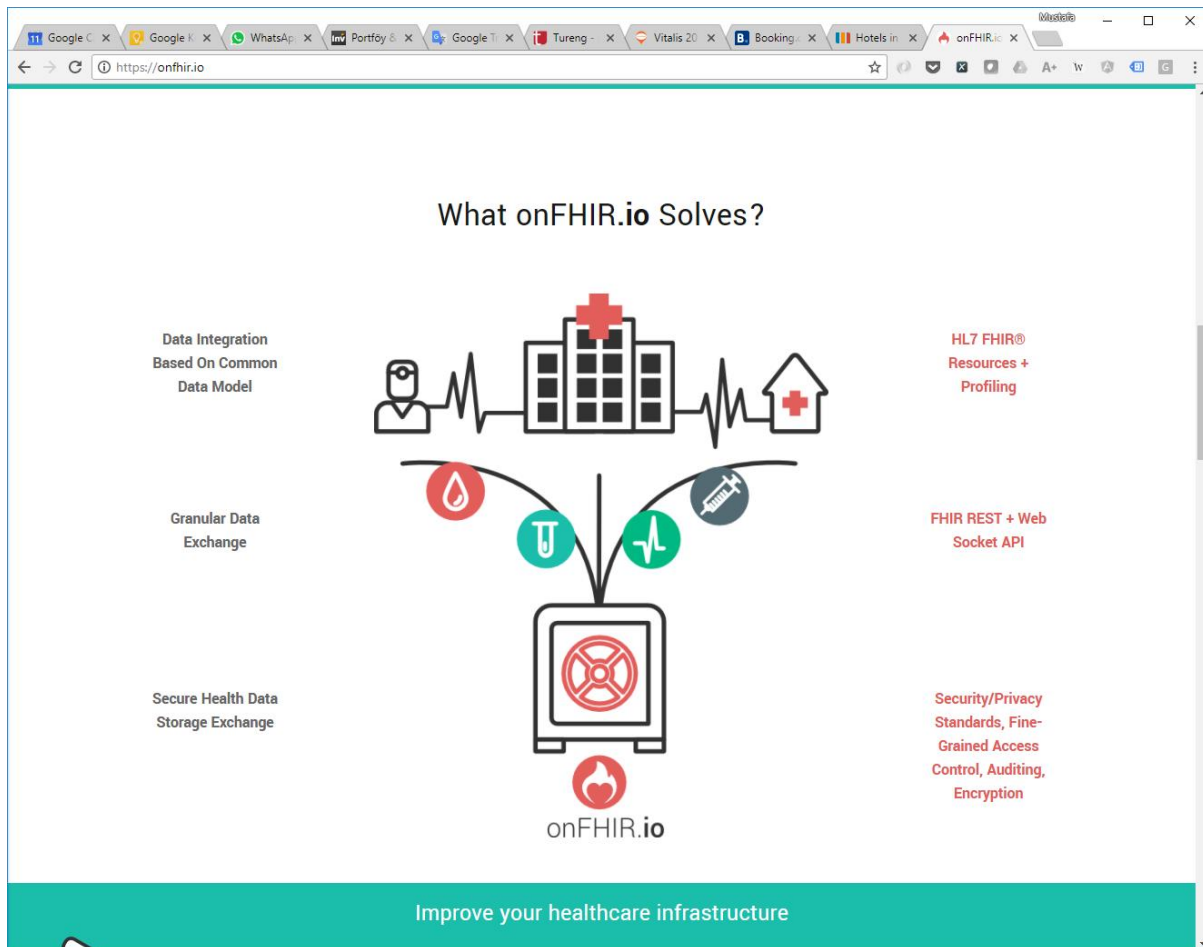 Mustafa
11 Google C
Google K
WhatsAp
Inv Portföy &
Google Tr
Tureng -
Vitalis 20
B. Booking.c
Hotels in
onFHIR.ic
https://onfhir.io
A+
W
G
What onFHIR.io Solves?
Data Integration
Based On Common
Data Model
HL7 FHIR®
Resources +
Profiling
Granular Data
Exchange
FHIR REST + Web
Socket API
Secure Health Data
Storage Exchange
Security/Privacy
Standards, Fine-
Grained Access
Control, Auditing,
Encryption
onFHIR.io
Improve your healthcare infrastructure